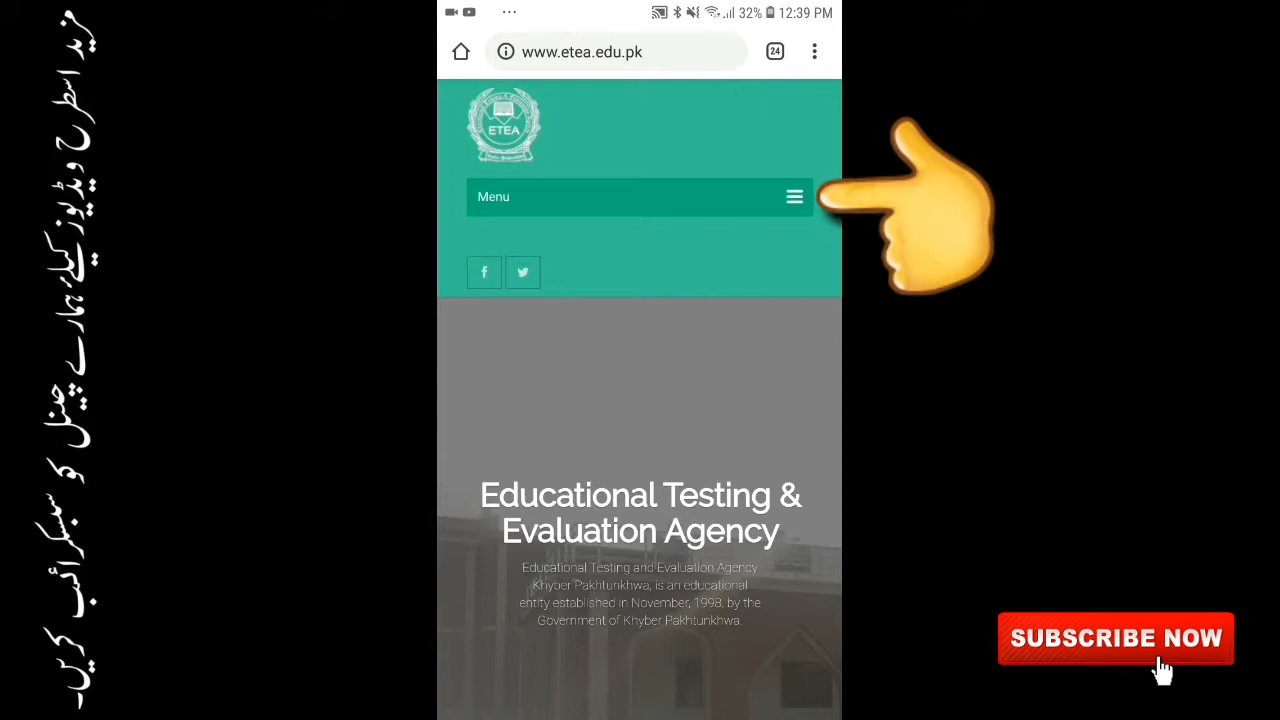 مزید اسطرح ویڈیوز کیلۓ ہمارے چینل کو سبسکرائب کریں۔
32% 12:39 PM
www.etea.edu.pk
24
ETEA
Menu
Educational Testing &
Evaluation Agency
Educational Testing and Evaluation Agency
Khyber Pakhtunkhwa, is an educational
entity established in November, 1998, by the
Government of Khyber Pakhtunkhwa.
SUBSCRIBE NOW